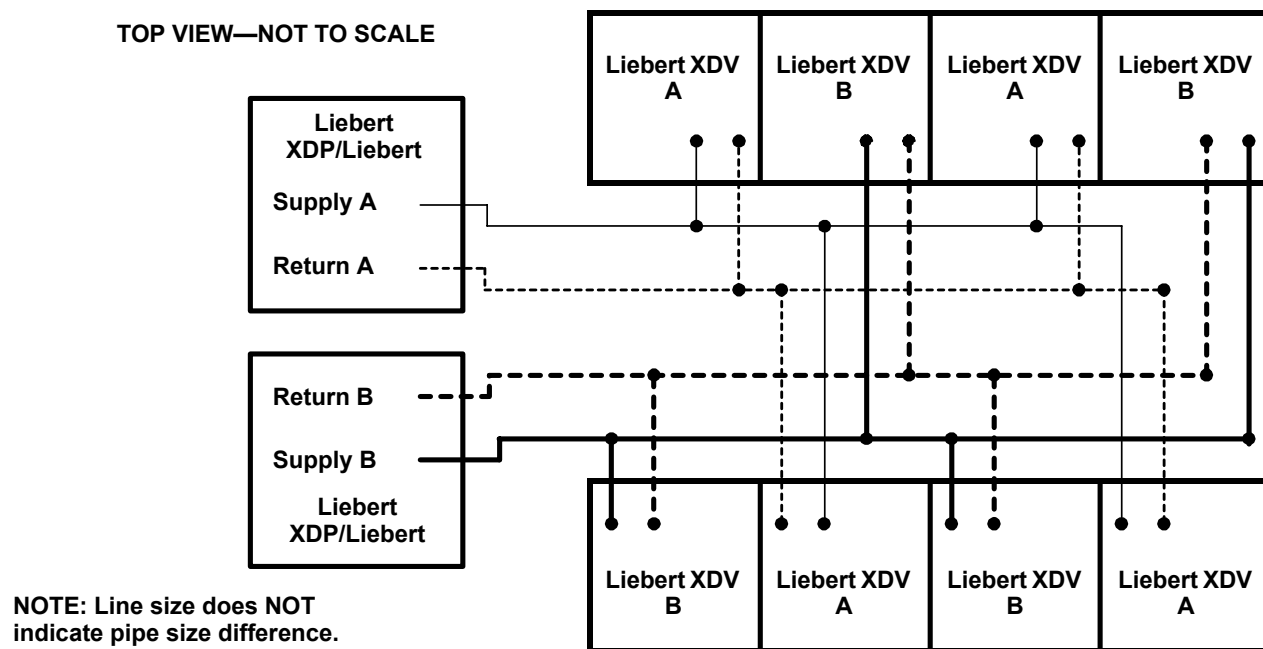 TOP VIEW—NOT TO SCALE
Liebert XDV
A
Liebert XDV
B
Liebert XDV
A
Liebert XDV
B
Liebert
XDP/Liebert
Supply A
Return A
Return B
Supply B
Liebert
XDP/Liebert
Liebert XDV
B
Liebert XDV
A
Liebert XDV
B
Liebert XDV
A
NOTE: Line size does NOT
indicate pipe size difference.